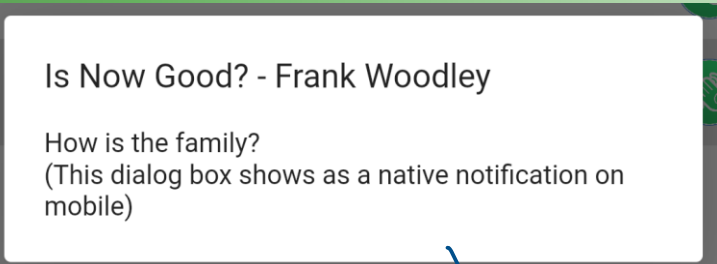 Is Now Good? - Frank Woodley
How is the family?
(This dialog box shows as a native notification on
mobile)